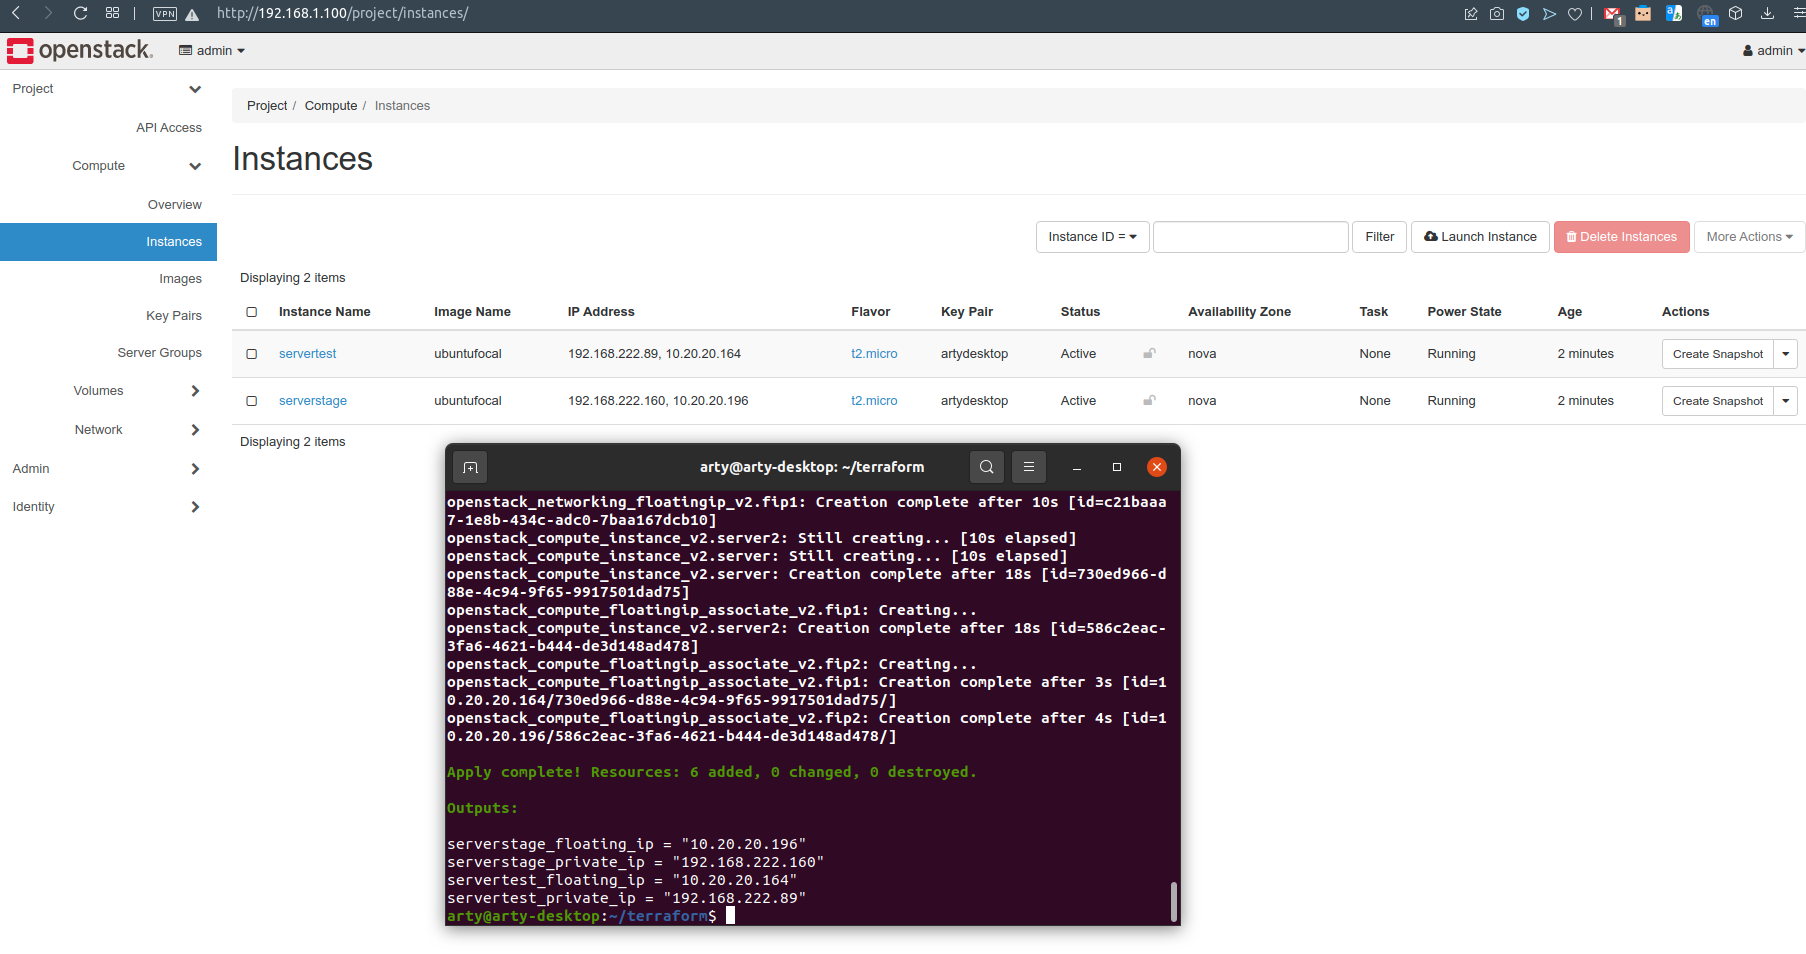 VPN
http://192.168.1.100/project/instances/
1
a
en
openstack.
admin
admin
Project
API Access
Compute
Overview
Instances
Images
Key Pairs
Server Groups
Volumes
Network
Admin
Identity
Project / Compute / Instances
Instances
Instance ID =
Filter
Launch Instance
Delete Instances
More Actions
Displaying 2 items
Instance Name Image Name IP Address Flavor Key Pair Status Availability Zone Task Power State Age Actions
servertest ubuntufocal 192.168.222.89, 10.20.20.164 t2.micro artydesktop Active nova None Running 2 minutes Create Snapshot
serverstage ubuntufocal 192.168.222.160, 10.20.20.196 t2.micro artydesktop Active nova None Running 2 minutes Create Snapshot
Displaying 2 items
arty@arty-desktop: ~/terraform
openstack_networking_floatingip_v2.fip1: Creation complete after 10s [id=c21baaa
7-1e8b-434c-adc0-7baa167dcb10]
openstack_compute_instance_v2.server2: Still creating... [10s elapsed]
openstack_compute_instance_v2.server: Still creating... [10s elapsed]
openstack_compute_instance_v2.server: Creation complete after 18s [id=730ed966-d
88e-4c94-9f65-9917501dad75]
openstack_compute_floatingip_associate_v2.fip1: Creating...
openstack_compute_instance_v2.server2: Creation complete after 18s [id=586c2eac-
3fa6-4621-b444-de3d148ad478]
openstack_compute_floatingip_associate_v2.fip2: Creating...
openstack_compute_floatingip_associate_v2.fip1: Creation complete after 3s [id=1
0.20.20.164/730ed966-d88e-4c94-9f65-9917501dad75/]
openstack_compute_floatingip_associate_v2.fip2: Creation complete after 4s [id=1
0.20.20.196/586c2eac-3fa6-4621-b444-de3d148ad478/]
Apply complete! Resources: 6 added, 0 changed, 0 destroyed.
Outputs:
serverstage_floating_ip = "10.20.20.196"
serverstage_private_ip = "192.168.222.160"
servertest_floating_ip = "10.20.20.164"
servertest_private_ip = "192.168.222.89"
arty@arty-desktop:~/terraform$